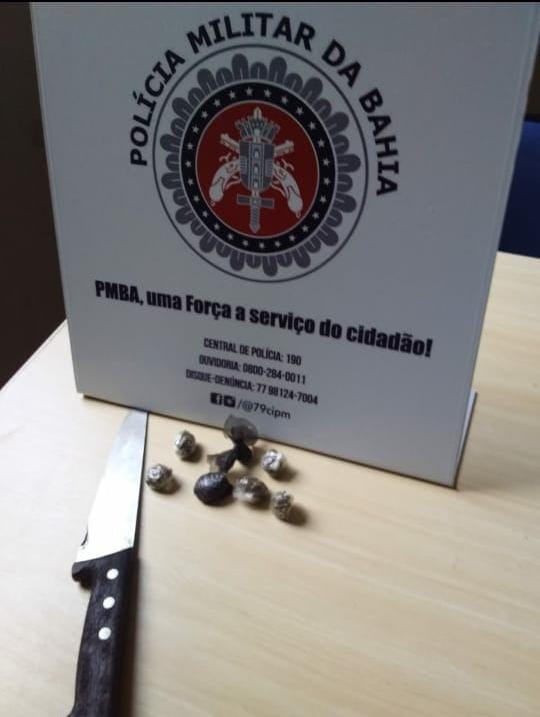 POLÍCIA MILITAR DA BAHIA
PMBA, uma Força a serviço do cidadão!
CENTRAL DE POLÍCIA: 190
OUVIDORIA: 0800-284-0011
DISQUE-DENÚNCIA: 77 98124-7004
/@79cipm